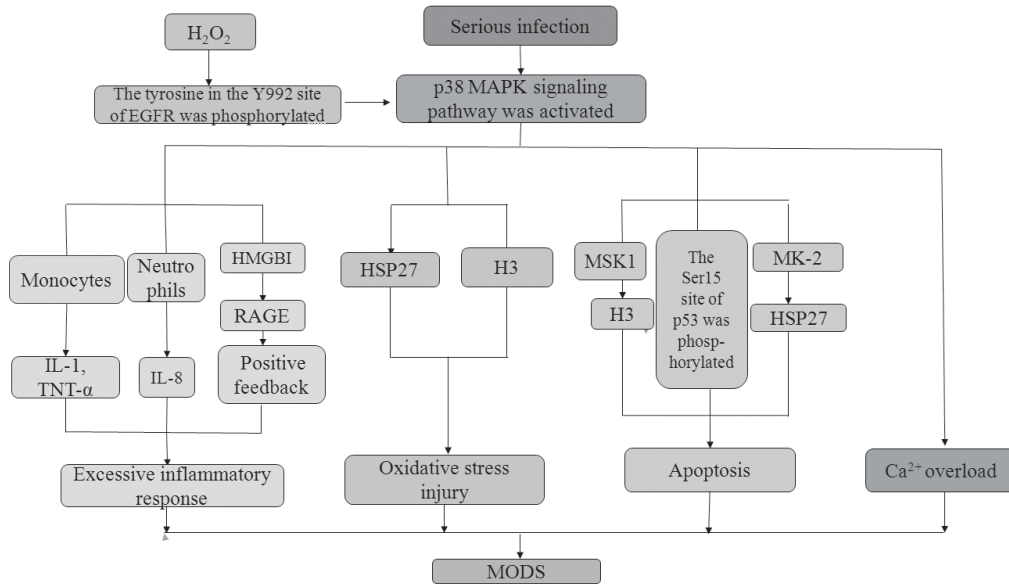 H₂O₂
Serious infection
The tyrosine in the Y992 site
of EGFR was phosphorylated
p38 MAPK signaling
pathway was activated
Monocytes
Neutro
phils
HMGBI
RAGE
IL-1,
TNT-α
IL-8
Positive
feedback
HSP27
H3
MSK1
H3
The
Ser15
site of
p53 was
phosp-
horylated
MK-2
HSP27
Excessive inflammatory
response
Oxidative stress
injury
Apoptosis
Ca²⁺ overload
MODS